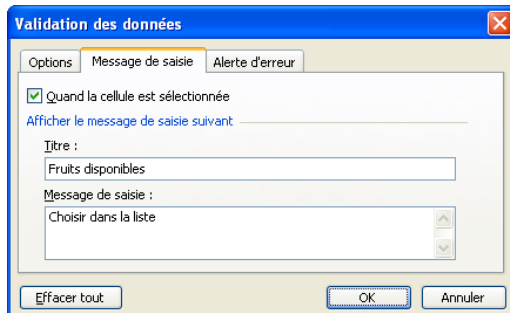 Validation des données
Options Message de saisie Alerte d'erreur
Quand la cellule est sélectionnée
Afficher le message de saisie suivant
Titre :
Fruits disponibles
Message de saisie :
Choisir dans la liste
Effacer tout OK Annuler